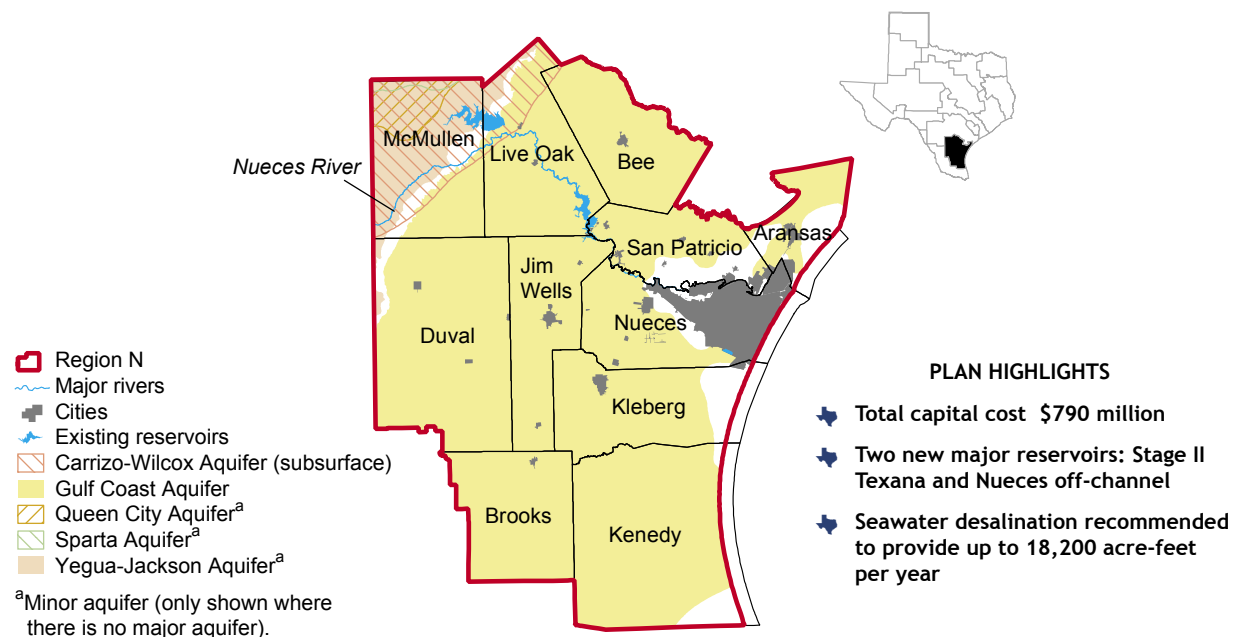 McMullen
Live Oak
Bee
Nueces River
San Patricio
Aransas
Jim
Wells
Duval
Nueces
Kleberg
Brooks
Kenedy
Region N
Major rivers
Cities
Existing reservoirs
Carrizo-Wilcox Aquifer (subsurface)
Gulf Coast Aquifer
Queen City Aquiferᵃ
Sparta Aquiferᵃ
Yegua-Jackson Aquiferᵃ
ᵃMinor aquifer (only shown where
there is no major aquifer).
PLAN HIGHLIGHTS
Total capital cost $790 million
Two new major reservoirs: Stage II
Texana and Nueces off-channel
Seawater desalination recommended
to provide up to 18,200 acre-feet
per year